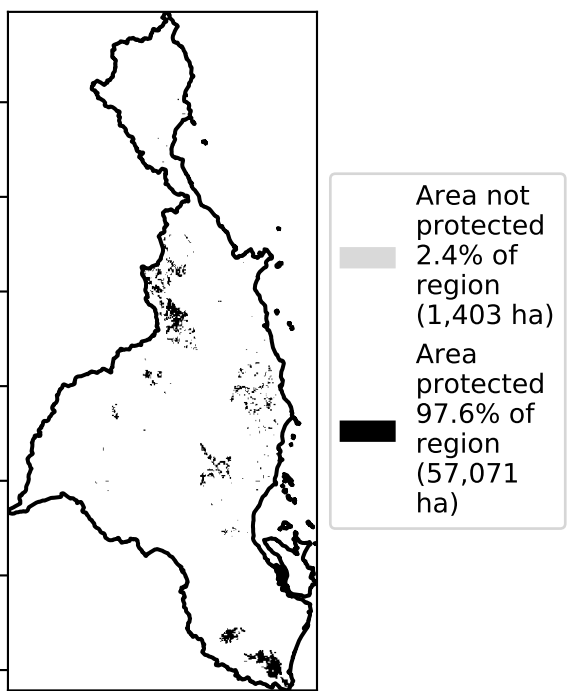 Area not
protected
2.4% of
region
(1,403 ha)
Area
protected
97.6% of
region
(57,071
ha)